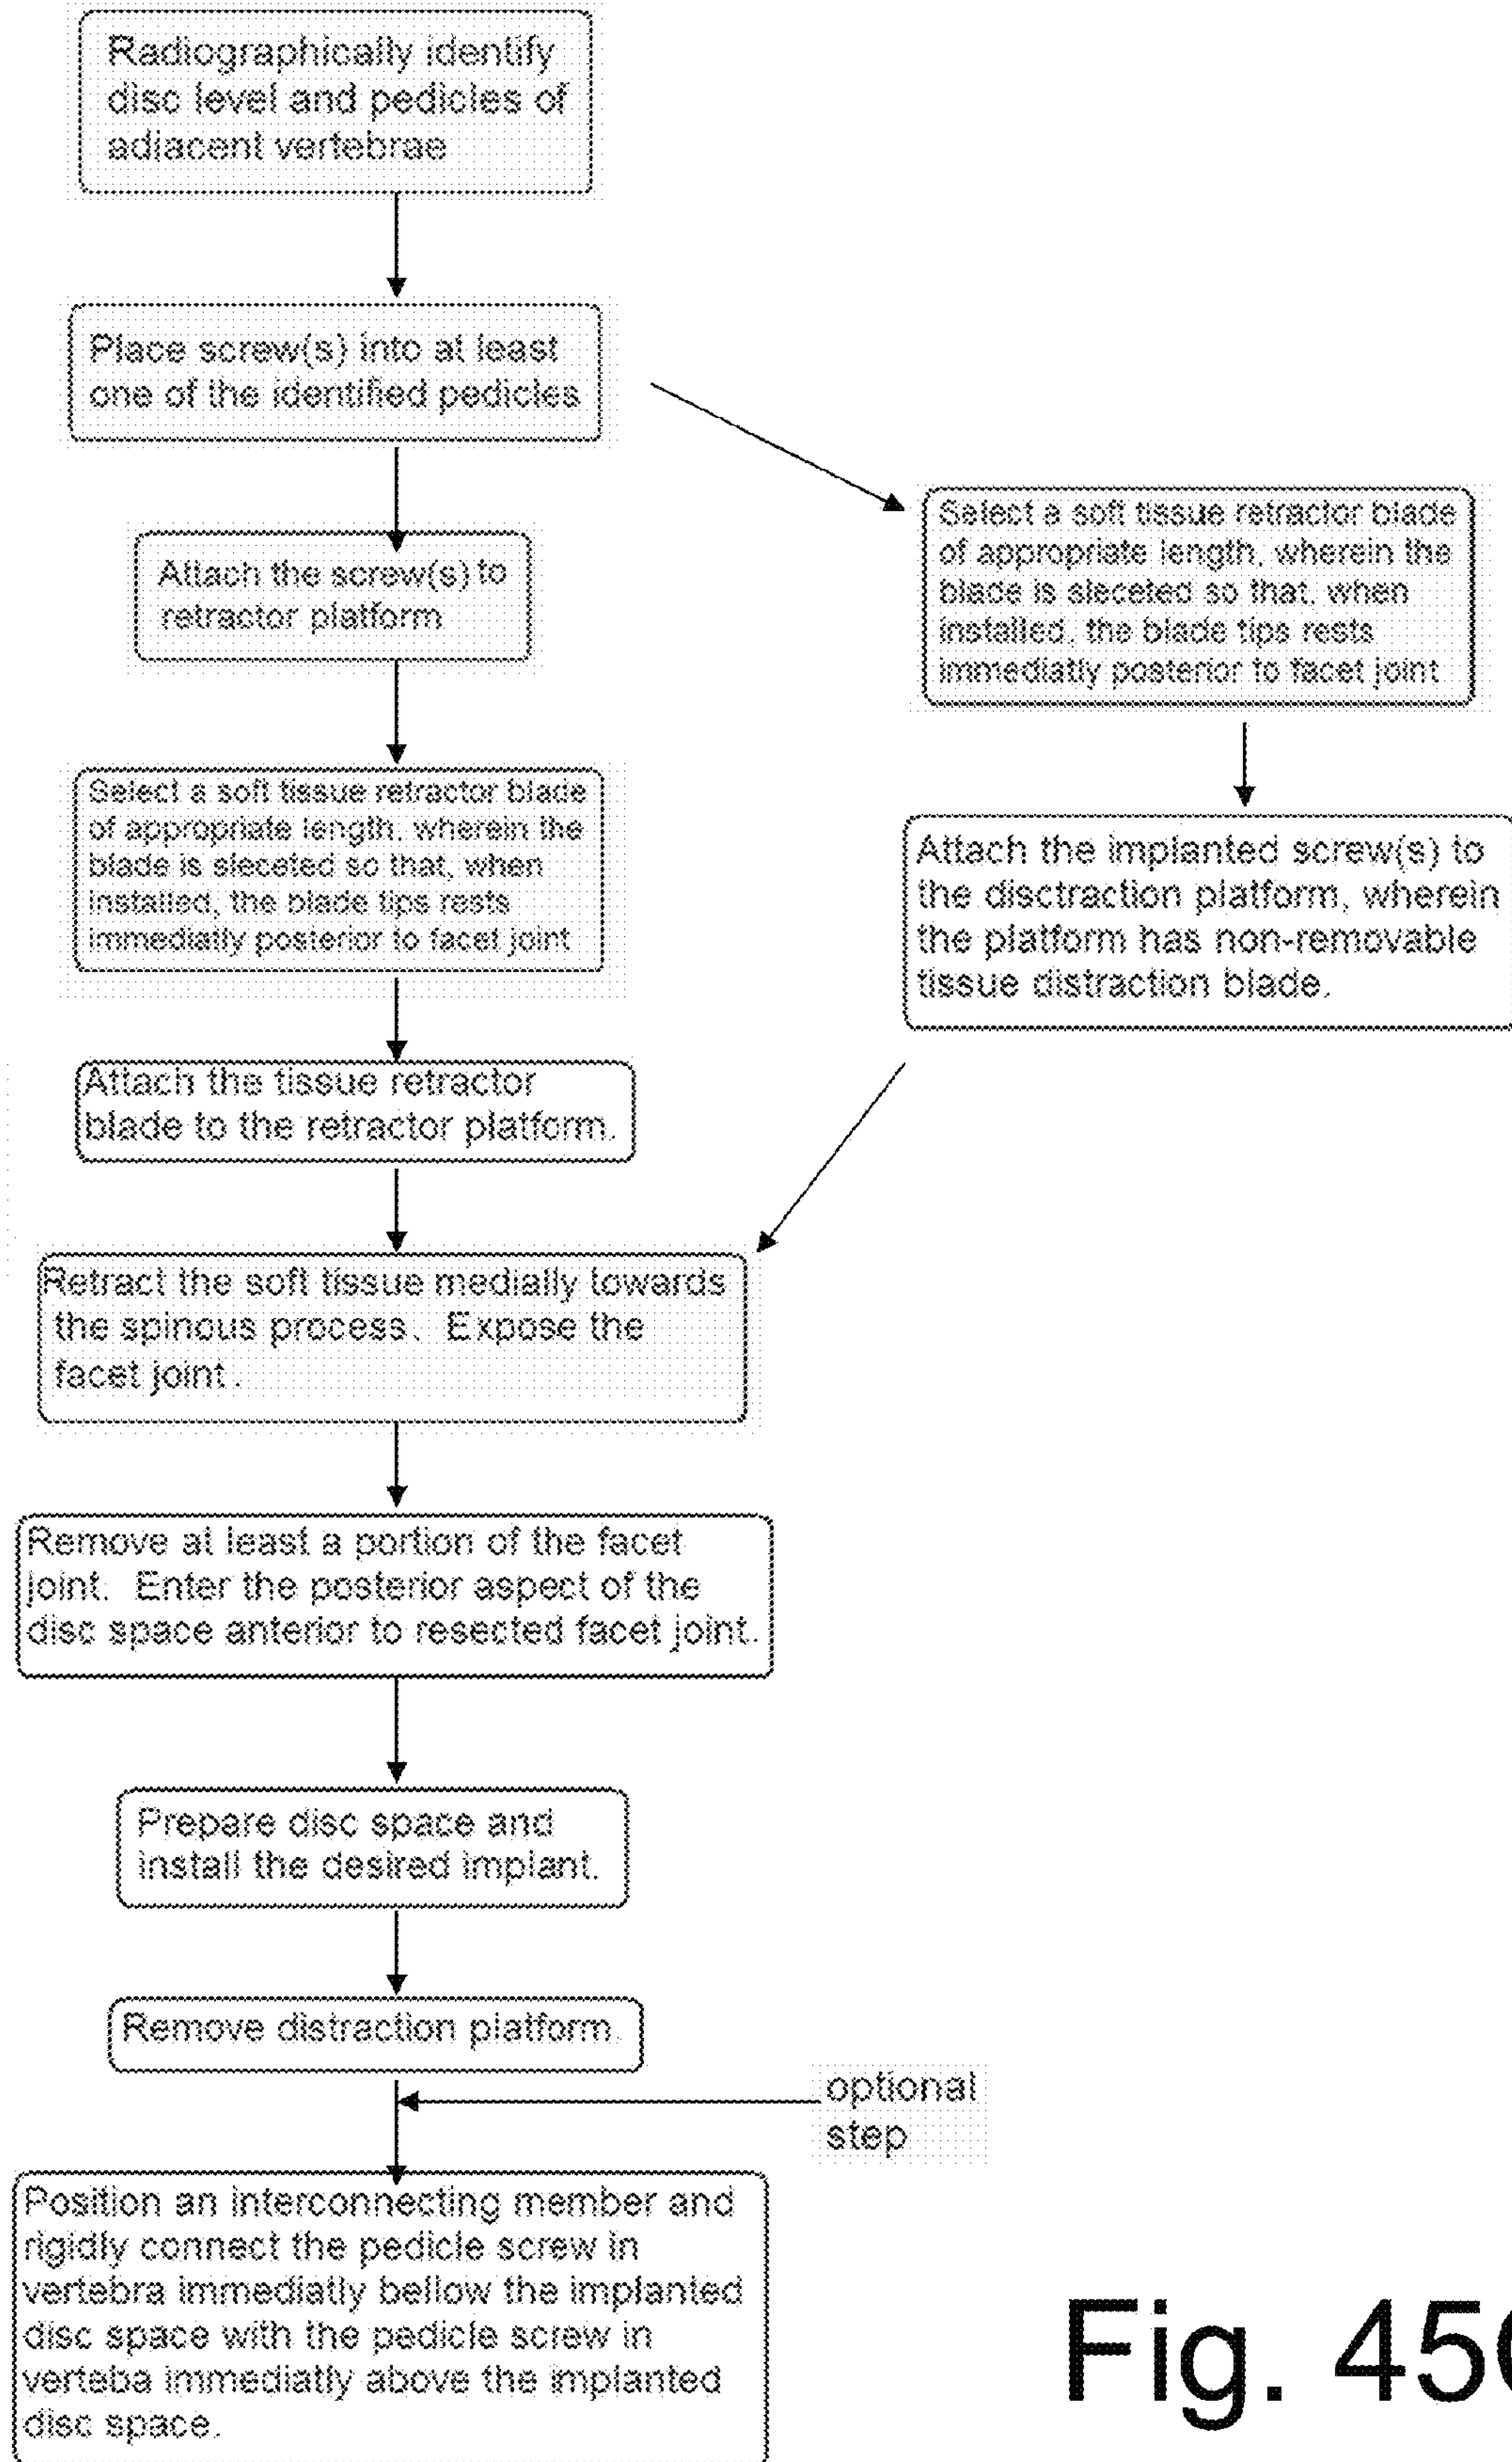 Radiographically identify
disc level and pedicles of
adjacent vertebrae
Place screw(s) into at least
one of the identified pedicles
Attach the screw(s) to
retractor platform
Select a soft tissue retractor blade
of appropriate length, wherein the
blade is sleceted so that, when
installed, the blade tips rests
immediatly posterior to facet joint
Attach the tissue retractor
blade to the retractor platform.
Select a soft tissue retractor blade
of appropriate length, wherein the
blade is sleceted so that, when
installed, the blade tips rests
immediatly posterior to facet joint
Attach the implanted screw(s) to
the disctraction platform, wherein
the platform has non-removable
tissue distraction blade.
Retract the soft tissue medially towards
the spinous process. Expose the
facet joint.
Remove at least a portion of the facet
joint. Enter the posterior aspect of the
disc space anterior to resected facet joint.
Prepare disc space and
install the desired implant.
Remove distraction platform.
optional
step
Position an interconnecting member and
rigidly connect the pedicle screw in
vertebra immediatly bellow the implanted
disc space with the pedicle screw in
verteba immediatly above the implanted
disc space.
Fig.